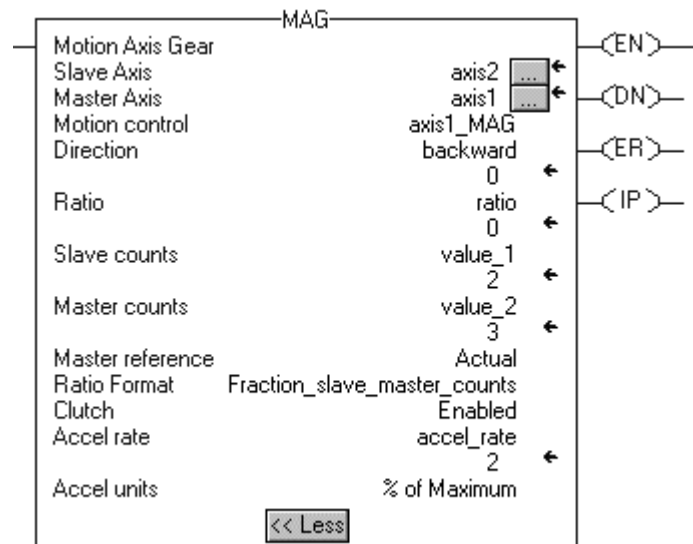 MAG
Motion Axis Gear (EN)
Slave Axis axis2 ...
Master Axis axis1 ... (DN)
Motion control axis1_MAG
Direction backward (ER)
0
Ratio ratio (IP)
0
Slave counts value_1
2
Master counts value_2
3
Master reference Actual
Ratio Format Fraction_slave_master_counts
Clutch Enabled
Accel rate accel_rate
2
Accel units % of Maximum
<< Less